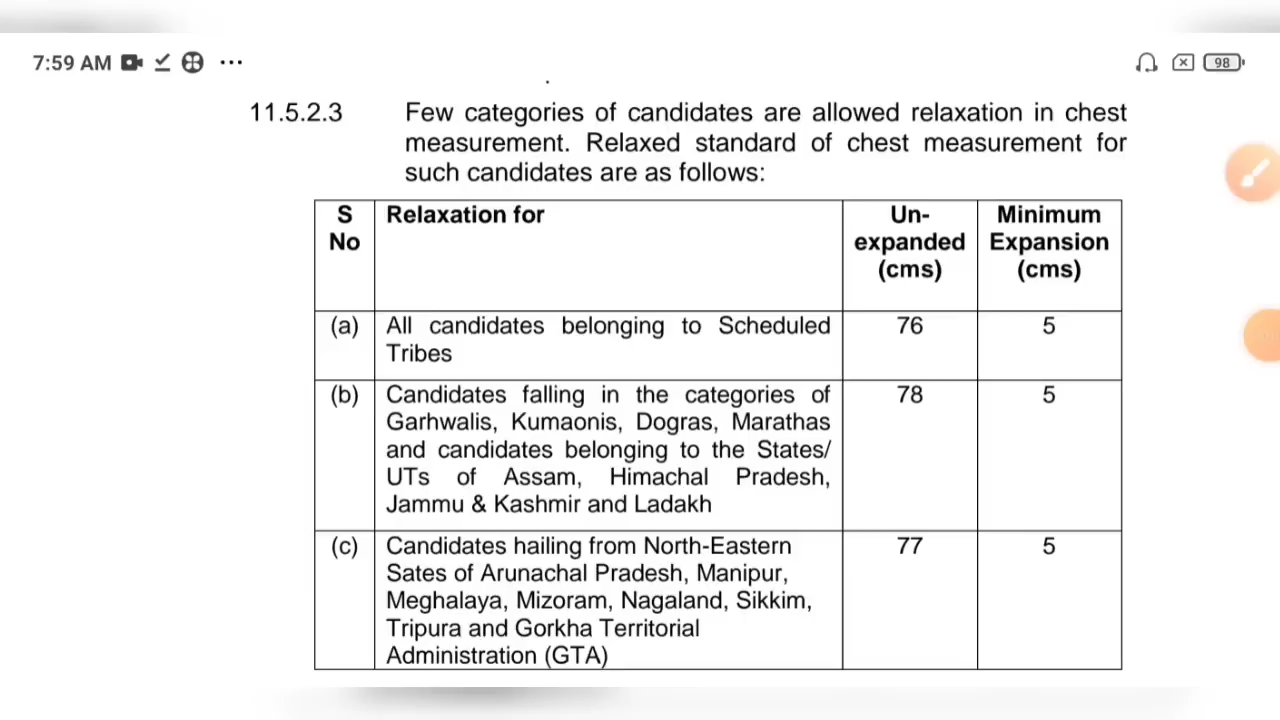 7:59 AM ...
98
11.5.2.3 Few categories of candidates are allowed relaxation in chest
measurement. Relaxed standard of chest measurement for
such candidates are as follows:
S No Relaxation for Un-expanded (cms) Minimum Expansion (cms)
(a) All candidates belonging to Scheduled 76 5
Tribes
(b) Candidates falling in the categories of 78 5
Garhwalis, Kumaonis, Dogras, Marathas
and candidates belonging to the States/
UTs of Assam, Himachal Pradesh,
Jammu & Kashmir and Ladakh
(c) Candidates hailing from North-Eastern 77 5
Sates of Arunachal Pradesh, Manipur,
Meghalaya, Mizoram, Nagaland, Sikkim,
Tripura and Gorkha Territorial
Administration (GTA)